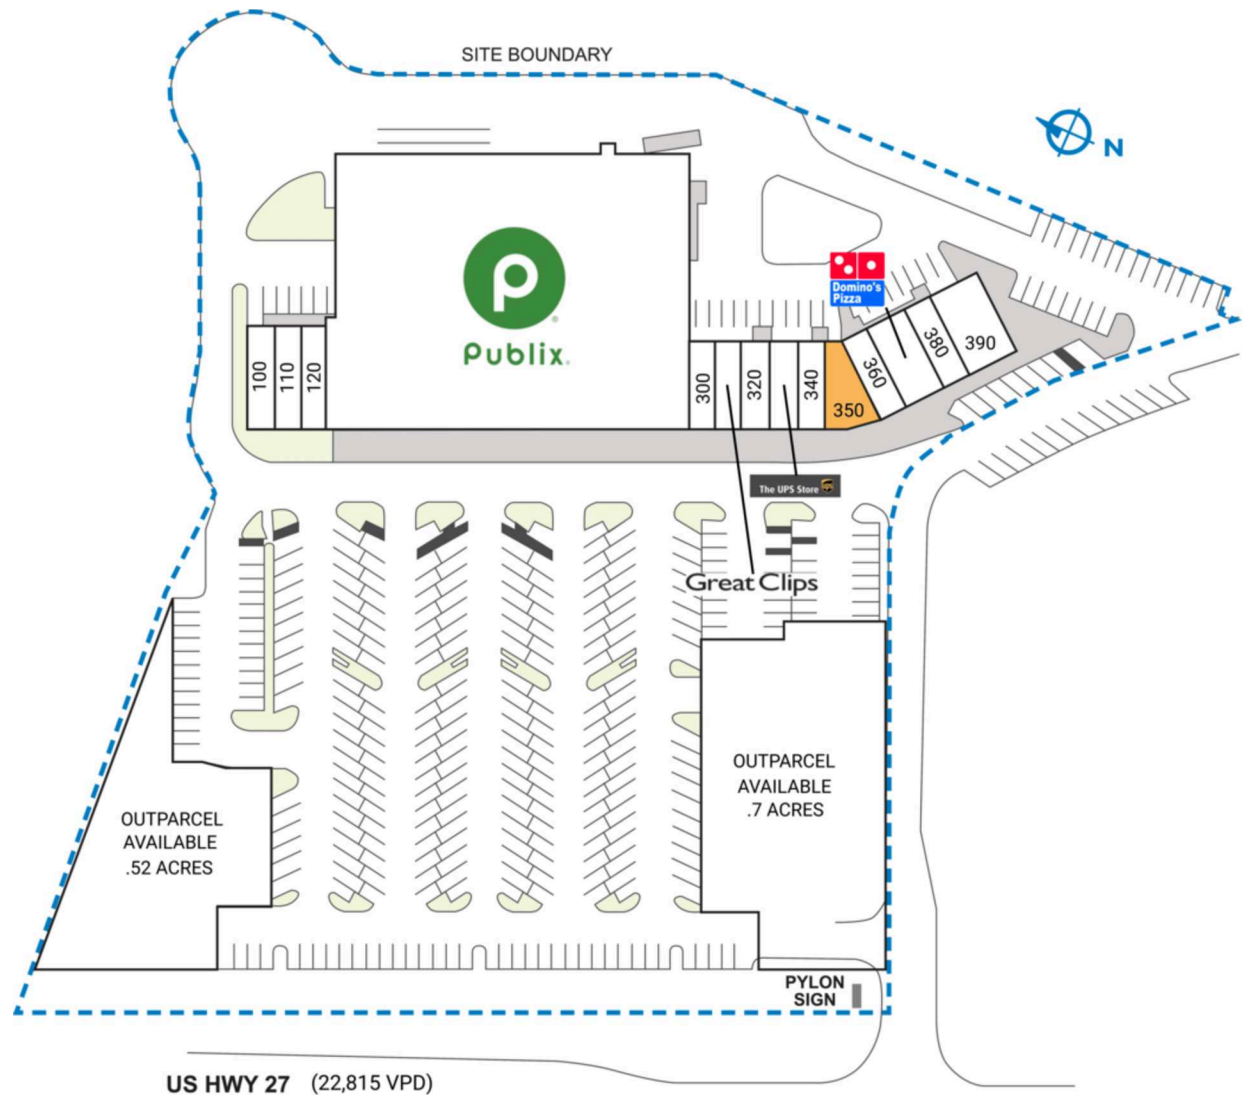 SITE BOUNDARY
N
Publix.
Domino's
Pizza
100
110
120
300
320
340
350
360
380
390
The UPS Store
ups
Great Clips
OUTPARCEL
AVAILABLE
.7 ACRES
OUTPARCEL
AVAILABLE
.52 ACRES
PYLON
SIGN
US HWY 27 (22,815 VPD)